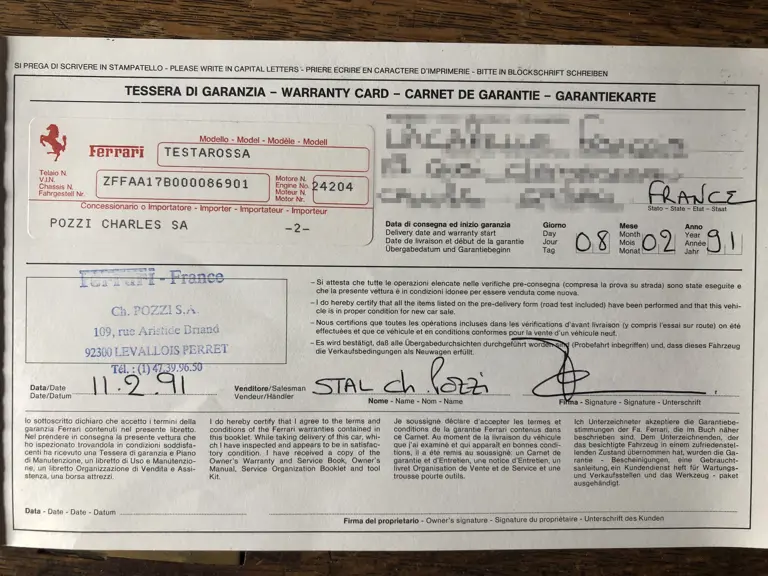 SI PREGA DI SCRIVERE IN STAMPATELLO - PLEASE WRITE IN CAPITAL LETTERS - PRIERE ECRIRE EN CARACTERE D'IMPRIMERIE - BITTE IN BLOCKSCHRIFT SCHREIBEN
TESSERA DI GARANZIA – WARRANTY CARD – CARNET DE GARANTIE – GARANTIEKARTE
Modello - Model - Modèle - Modell
Ferrari TESTAROSSA
Telaio N.
V.I.N.
Chassis N.
Fahrgestell Nr.
ZFFAA17B000086901
Motore N.
Engine No.
Moteur N.
Motor Nr.
24204
Concessionario o Importatore - Importer - Importateur - Importeur
POZZI CHARLES SA -2-
FRANCE
Stato - State - Etat - Staat
Data di consegna ed inizio garanzia
Delivery date and warranty start
Date de livraison et début de la garantie
Übergabedatum und Garantiebeginn
Giorno
Day
Jour
Tag
08
Mese
Month
Mois
Monat
02
Anno
Year
Année
Jahr
91
Ferrari - France
Ch. POZZI S.A.
109, rue Aristide Briand
92300 LEVALLOIS PERRET
Tél.: (1) 47.39.96.50
– Si attesta che tutte le operazioni elencate nelle verifiche pre-consegna (compresa la prova su strada) sono state eseguite e
che la presente vettura è in condizioni idonee per essere venduta come nuova.
– I do hereby certify that all the items listed on the pre-delivery form (road test included) have been performed and that this vehi-
cle is in proper condition for new car sale.
– Nous certifions que toutes les opérations incluses dans les vérifications d'avant livraison (y compris l'essai sur route) on été
effectuées et que ce véhicule et en conditions conformes pour la vente d'un véhicule neuf.
– Es wird bestätigt, daß alle Übergabedurchsichten durchgeführt worden sind (Probefahrt inbegriffen) und, dass dieses Fahrzeug
die Verkaufsbedingungen als Neuwagen erfüllt.
Data/Date
Date/Datum
11.2.91
Venditore/Salesman
Vendeur/Händler
STAL Ch. Pozzi
Nome - Name - Nom - Name
Firma - Signature - Signature - Unterschrift
Io sottoscritto dichiaro che accetto i termini della
garanzia Ferrari contenuti nel presente libretto.
Nel prendere in consegna la presente vettura che
ho ispezionato trovandola in condizioni soddisfa-
centi ha ricevuto una Tessera di garanzia e Piano
di Manutenzione, un libretto di Uso e Manutenzio-
ne, un libretto Organizzazione di Vendita e Assi-
stenza, una borsa attrezzi.
I do hereby certify that I agree to the terms and
conditions of the Ferrari warranties contained
in this booklet. While taking delivery of this car, whi-
ch I have inspected and appears to be in satisfac-
tory condition. I have received a copy of the
Owner's Warranty and Service Book, Owner's
Manual, Service Organization booklet and tool
Kit.
Je soussigné déclare d'accepter les termes et
conditions de la garantie Ferrari contenus dans
ce Carnet. Au moment de la livraison du véhicule
que j'ai examiné et qui apparaît en bonnes condi-
tions, il a été remis au soussigné, un Carnet de
garantie et d'Entretien, une notice d'Entretien, un
livret Organisation de Vente et de Service et une
trousse pourte outils.
Ich Unterzeichneter akzeptiere die Garantiebe-
stimmungen der Fa. Ferrari, die im Buch näher
beschrieben sind. Dem Unterzeichnenden, der
das besichtigte Fahrzeug in einem zufriedenstel-
lenden Zustand übernommen hat, wurden die Ga-
rantie - Bescheinigungen, eine Gebraucht-
sanleitung, ein Kundendienst heft für Wartungs-
und Verkaufsstellen und das Werkzeug - paket
ausgehändigt.
Data - Date - Date - Datum
Firma del proprietario - Owner's signature - Signature du propriétaire - Unterschrift des Kunden